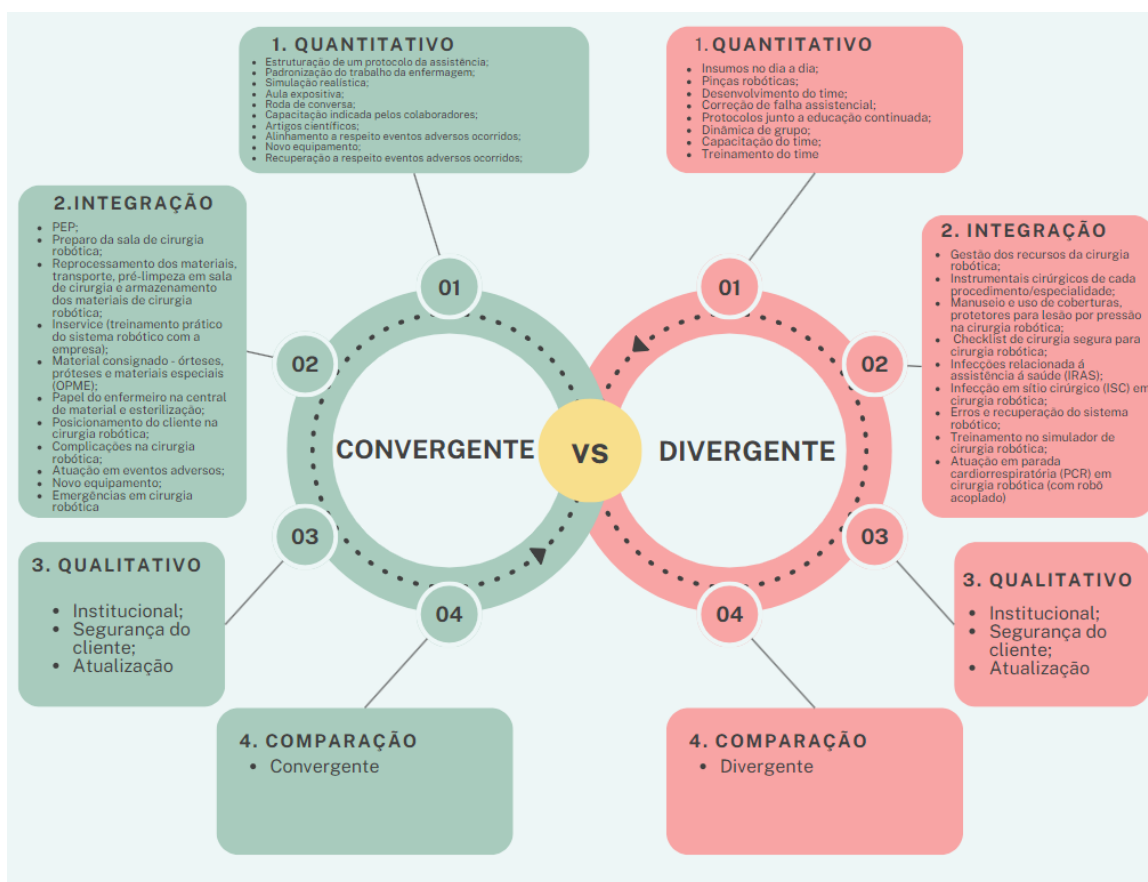 1. QUANTITATIVO
• Estruturação de um protocolo da assistência;
• Padronização do trabalho da enfermagem;
• Simulação realística;
• Aula expositiva;
• Roda de conversa;
• Capacitação indicada pelos colaboradores;
• Artigos científicos;
• Alinhamento a respeito eventos adversos ocorridos;
• Novo equipamento;
• Recuperação a respeito eventos adversos ocorridos;
1. QUANTITATIVO
• Insumos no dia a dia;
• Pinças robóticas;
• Desenvolvimento do time;
• Correção de falha assistencial;
• Protocolos junto a educação continuada;
• Dinâmica de grupo;
• Capacitação do time;
• Treinamento do time
2.INTEGRAÇÃO
• PEP;
• Preparo da sala de cirurgia
robótica;
• Reprocessamento dos materiais,
transporte, pré-limpeza em sala
de cirurgia e armazenamento
dos materiais de cirurgia
robótica;
• Inservice (treinamento prático
do sistema robótico com a
empresa);
• Material consignado - órteses,
próteses e materiais especiais
(OPME);
• Papel do enfermeiro na central
de material e esterilização;
• Posicionamento do cliente na
cirurgia robótica;
• Complicações na cirurgia
robótica;
• Atuação em eventos adversos;
• Novo equipamento;
• Emergências em cirurgia
robótica
2. INTEGRAÇÃO
• Gestão dos recursos da cirurgia
robótica;
• Instrumentais cirúrgicos de cada
procedimento/especialidade;
• Manuseio e uso de coberturas,
protetores para lesão por pressão
na cirurgia robótica;
• Checklist de cirurgia segura para
cirurgia robótica;
• Infecções relacionada á
assistência á saúde (IRAS);
• Infecção em sítio cirúrgico (ISC) em
cirurgia robótica;
• Erros e recuperação do sistema
robótico;
• Treinamento no simulador de
cirurgia robótica;
• Atuação em parada
cardiorrespiratória (PCR) em
cirurgia robótica (com robô
acoplado)
01
02
03
04
CONVERGENTE
VS
DIVERGENTE
01
02
03
04
3. QUALITATIVO
• Institucional;
• Segurança do
cliente;
• Atualização
3. QUALITATIVO
• Institucional;
• Segurança do
cliente;
• Atualização
4. COMPARAÇÃO
• Convergente
4. COMPARAÇÃO
• Divergente